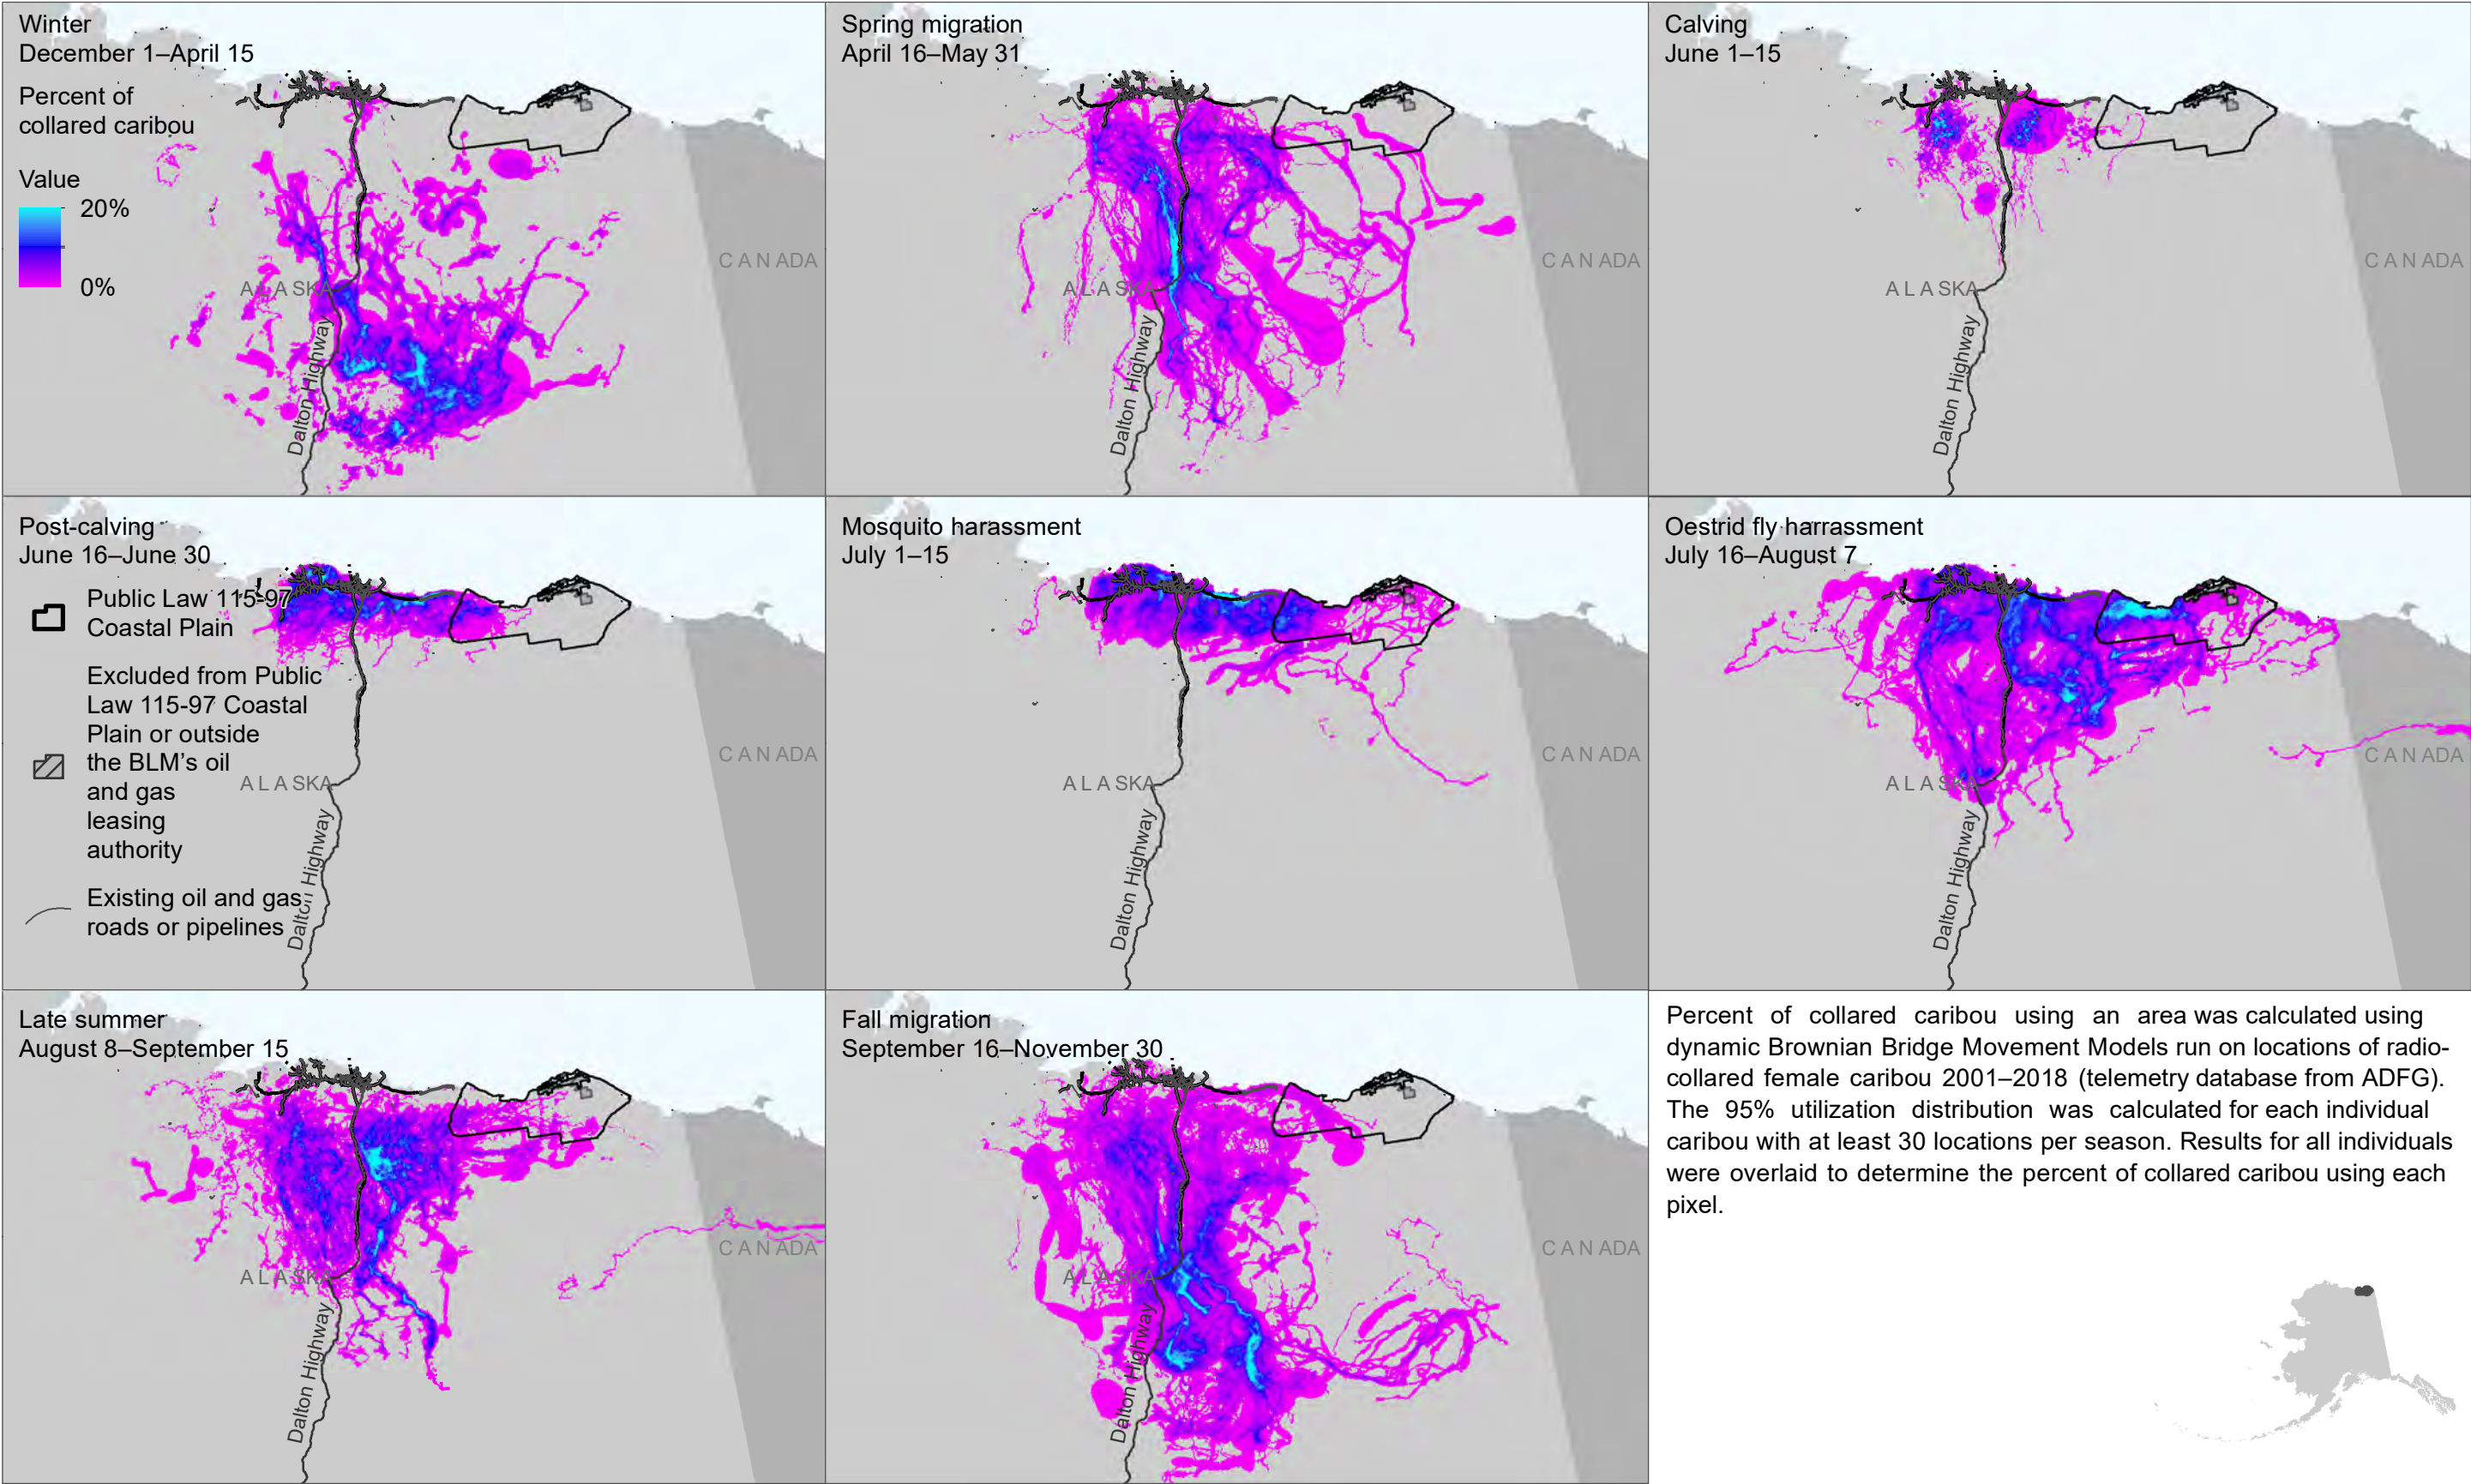 Winter
December 1–April 15
Percent of
collared caribou
Value
20%
0%
ALASKA
CANADA
Dalton Highway
Spring migration
April 16–May 31
ALASKA
CANADA
Dalton Highway
Calving
June 1–15
ALASKA
CANADA
Dalton Highway
Post-calving
June 16–June 30
Public Law 115-97
Coastal Plain
Excluded from Public
Law 115-97 Coastal
Plain or outside
the BLM’s oil
and gas
leasing
authority
Existing oil and gas
roads or pipelines
ALASKA
CANADA
Dalton Highway
Mosquito harassment
July 1–15
ALASKA
CANADA
Dalton Highway
Oestrid fly harrassment
July 16–August 7
ALASKA
CANADA
Dalton Highway
Late summer
August 8–September 15
ALASKA
CANADA
Dalton Highway
Fall migration
September 16–November 30
ALASKA
CANADA
Dalton Highway
Percent of collared caribou using an area was calculated using
dynamic Brownian Bridge Movement Models run on locations of radio-
collared female caribou 2001–2018 (telemetry database from ADFG).
The 95% utilization distribution was calculated for each individual
caribou with at least 30 locations per season. Results for all individuals
were overlaid to determine the percent of collared caribou using each
pixel.